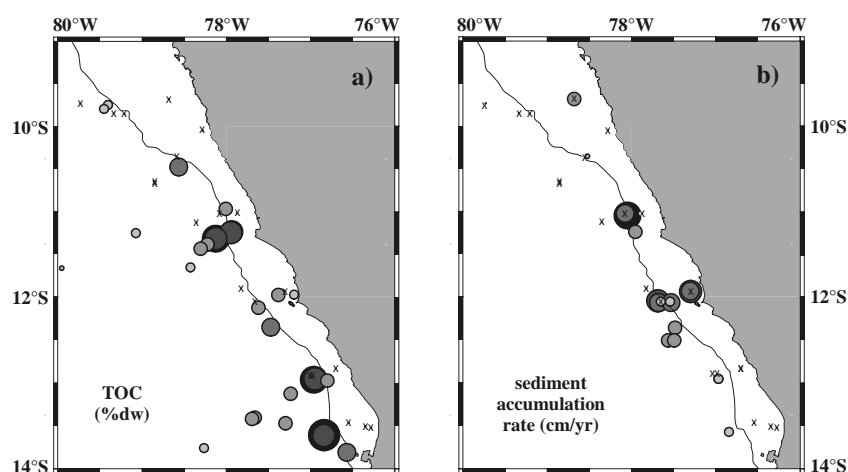 80°W 78°W 76°W
80°W 78°W 76°W
a)
b)
10°S
10°S
12°S
12°S
TOC
(%dw)
sediment
accumulation
rate (cm/yr)
14°S
14°S